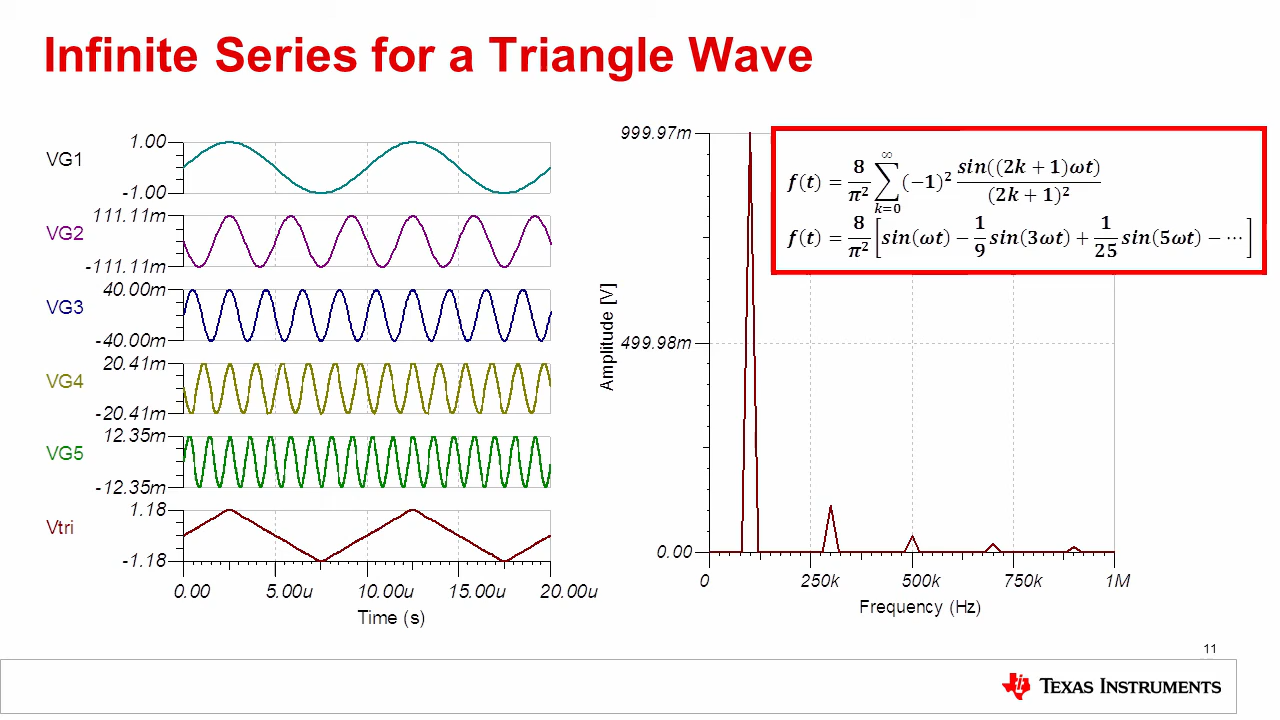 Infinite Series for a Triangle Wave
VG1
1.00
-1.00
VG2
111.11m
-111.11m
VG3
40.00m
-40.00m
VG4
20.41m
-20.41m
VG5
12.35m
-12.35m
Vtri
1.18
-1.18
0.00 5.00u 10.00u 15.00u 20.00u
Time (s)
999.97m
499.98m
0.00
Amplitude [V]
0 250k 500k 750k 1M
Frequency (Hz)
f(t) = 8/π² ∑_{k=0}^{∞} (−1)² sin((2k + 1)ωt)/(2k + 1)²
f(t) = 8/π² [sin(ωt) − 1/9 sin(3ωt) + 1/25 sin(5ωt) − ⋯]
11
TEXAS INSTRUMENTS